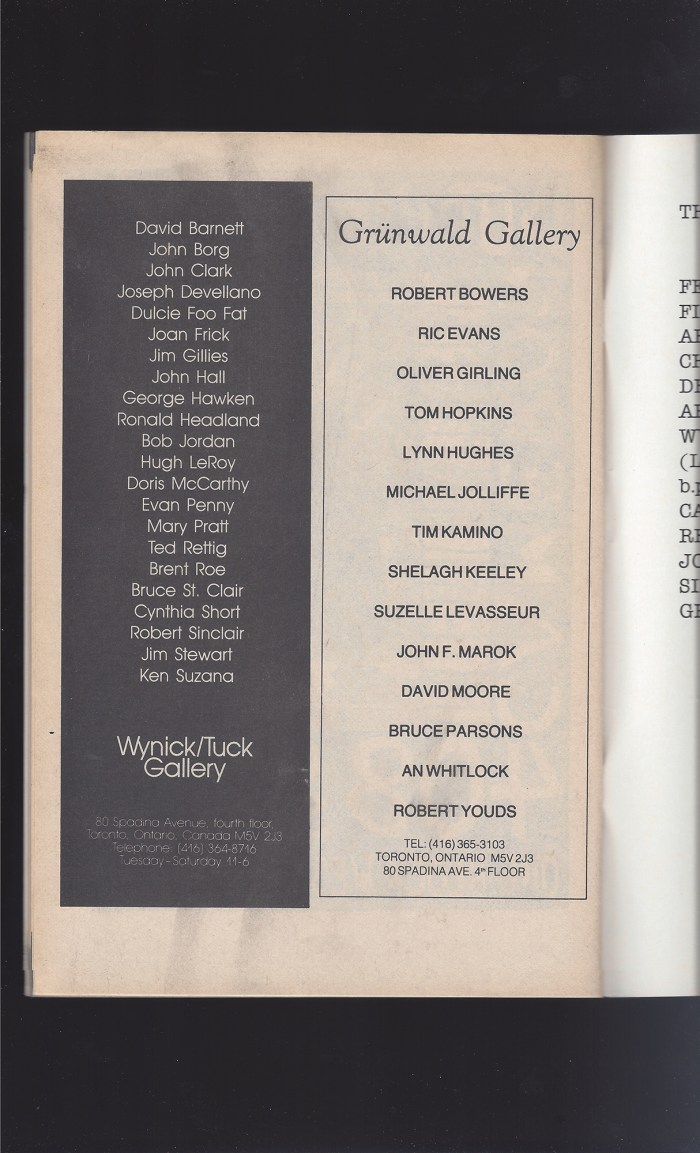 David Barnett
John Borg
John Clark
Joseph Devellano
Dulcie Foo Fat
Joan Frick
Jim Gillies
John Hall
George Hawken
Ronald Headland
Bob Jordan
Hugh LeRoy
Doris McCarthy
Evan Penny
Mary Pratt
Ted Rettig
Brent Roe
Bruce St. Clair
Cynthia Short
Robert Sinclair
Jim Stewart
Ken Suzana
Wynick/Tuck
Gallery
80 Spadina Avenue, fourth floor,
Toronto, Ontario, Canada M5V 2J3
Telephone: (416) 364-8716
Tuesday-Saturday 11-6
Grünwald Gallery
ROBERT BOWERS
RIC EVANS
OLIVER GIRLING
TOM HOPKINS
LYNN HUGHES
MICHAEL JOLLIFFE
TIM KAMINO
SHELAGH KEELEY
SUZELLE LEVASSEUR
JOHN F. MAROK
DAVID MOORE
BRUCE PARSONS
AN WHITLOCK
ROBERT YOUDS
TEL: (416) 365-3103
TORONTO, ONTARIO M5V 2J3
80 SPADINA AVE. 4th FLOOR